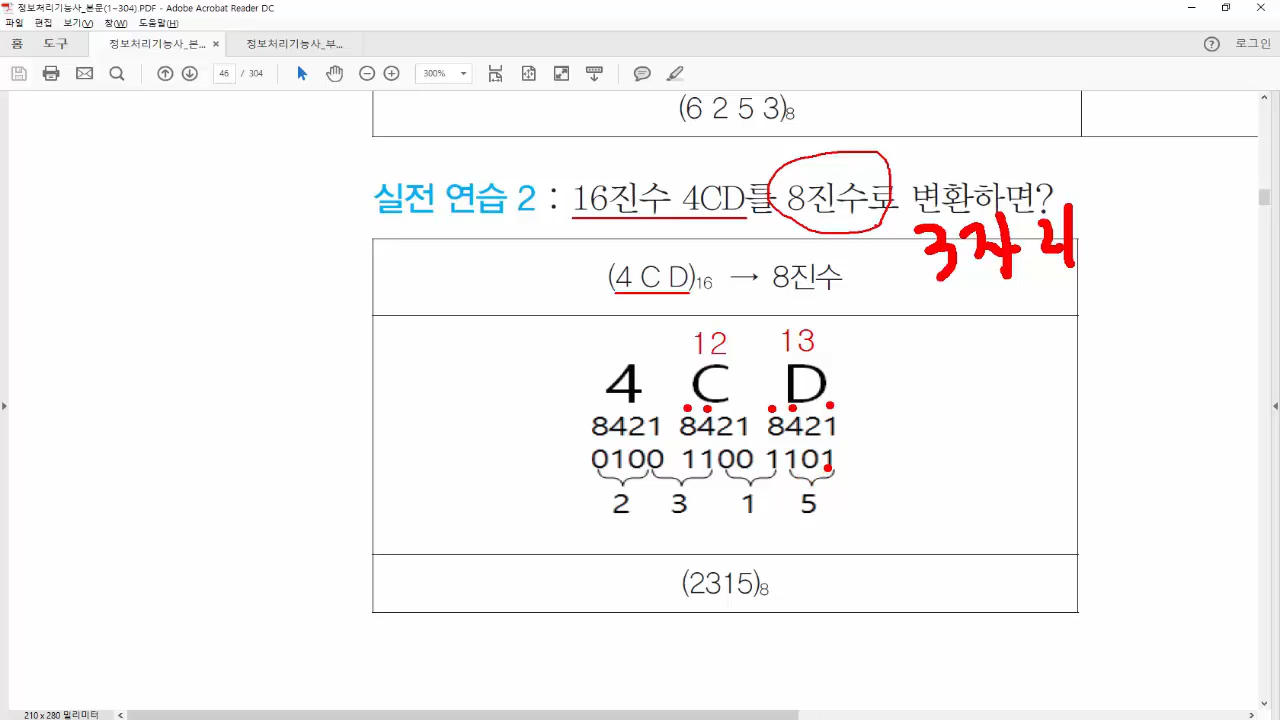 정보처리기능사_본문(1~304).PDF - Adobe Acrobat Reader DC
파일 편집 보기(V) 창(W) 도움말(H)
홈 도구 정보처리기능사_본... × 정보처리기능사_부... 로그인
46 / 304 300%
(6 2 5 3)8
실전 연습 2 : 16진수 4CD를 8진수로 변환하면?
3자리
(4 C D)16 → 8진수
12 13
4 C D
8421 8421 8421
0100 1100 1101
2 3 1 5
(2315)8
210 x 280 밀리미터